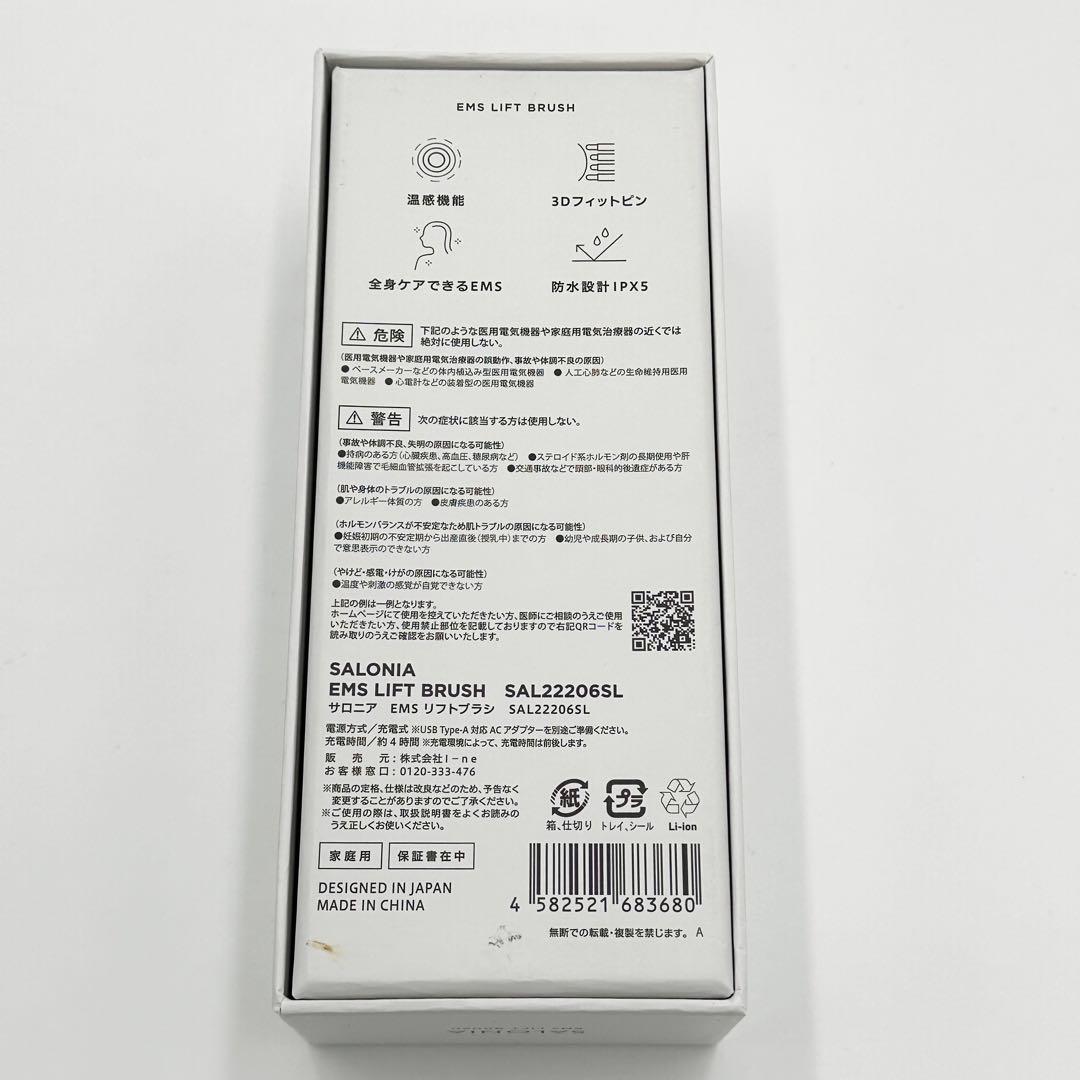 EMS LIFT BRUSH
温感機能
3Dフィットピン
全身ケアできるEMS
防水設計IPX5
危険 下記のような医用電気機器や家庭用電気治療器の近くでは
絶対に使用しない。
(医用電気機器や家庭用電気治療器の誤動作、事故や体調不良の原因)
●ペースメーカーなどの体内植込み型医用電気機器 ●人工心肺などの生命維持用医用
電気機器 ●心電計などの装着型の医用電気機器
警告 次の症状に該当する方は使用しない。
(事故や体調不良、失明の原因になる可能性)
●持病のある方(心臓疾患、高血圧、糖尿病など) ●ステロイド系ホルモン剤の長期使用や肝
機能障害で毛細血管拡張を起こしている方 ●交通事故などで頭部・眼科的後遺症がある方
(肌や身体のトラブルの原因になる可能性)
●アレルギー体質の方 ●皮膚疾患のある方
(ホルモンバランスが不安定なため肌トラブルの原因になる可能性)
●妊娠初期の不安定期から出産直後(授乳中)までの方 ●幼児や成長期の子供、および自分
で意思表示のできない方
(やけど・感電・けがの原因になる可能性)
●温度や刺激の感覚が自覚できない方
上記の例は一例となります。
ホームページにて使用を控えていただきたい方、医師にご相談のうえご使用
いただきたい方、使用禁止部位を記載しておりますので右記QRコードを
読み取りのうえご確認をお願いいたします。
SALONIA
EMS LIFT BRUSH SAL22206SL
サロニア EMS リフトブラシ SAL22206SL
電源方式/充電式 ※USB Type-A 対応 AC アダプターを別途ご準備ください。
充電時間/約4時間 ※充電環境によって、充電時間は前後します。
販売元:株式会社I-ne
お客様窓口:0120-333-476
※商品の定格、仕様は改良などのため、予告なく
変更することがありますのでご了承ください。
※ご使用の際は、取扱説明書をよくお読みの
うえ正しくお使いください。
紙 プラ
箱、仕切り トレイ、シール Li-ion
家庭用 保証書在中
DESIGNED IN JAPAN
MADE IN CHINA
4 582521 683680
無断での転載・複製を禁じます。 A
SALONIA
EMS LIFT BRUSH